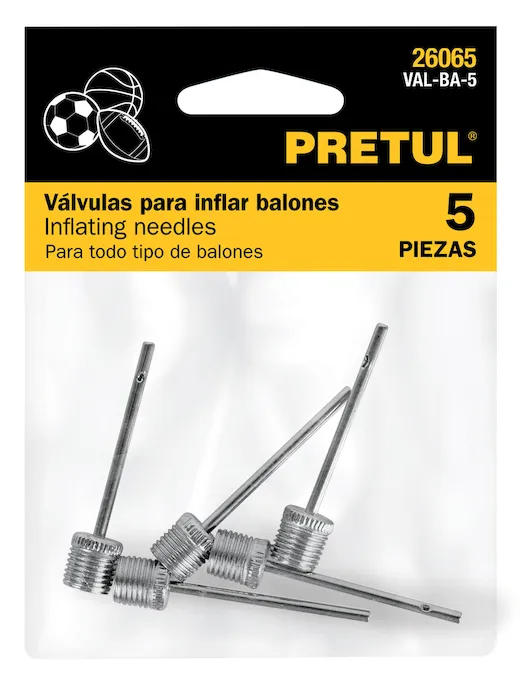 26065
VAL-BA-5
PRETUL®
Válvulas para inflar balones
Inflating needles
Para todo tipo de balones
5
PIEZAS